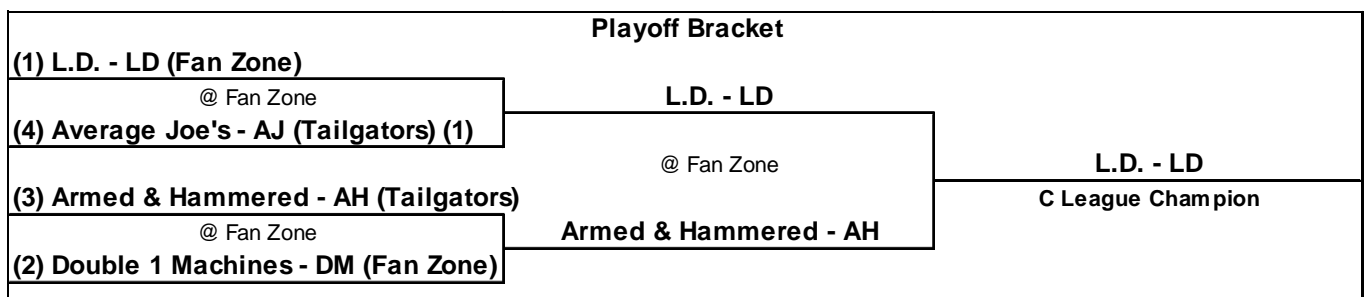 Playoff Bracket
(1) L.D. - LD (Fan Zone)
@ Fan Zone
L.D. - LD
(4) Average Joe's - AJ (Tailgators) (1)
@ Fan Zone
L.D. - LD
(3) Armed & Hammered - AH (Tailgators)
C League Champion
@ Fan Zone
Armed & Hammered - AH
(2) Double 1 Machines - DM (Fan Zone)